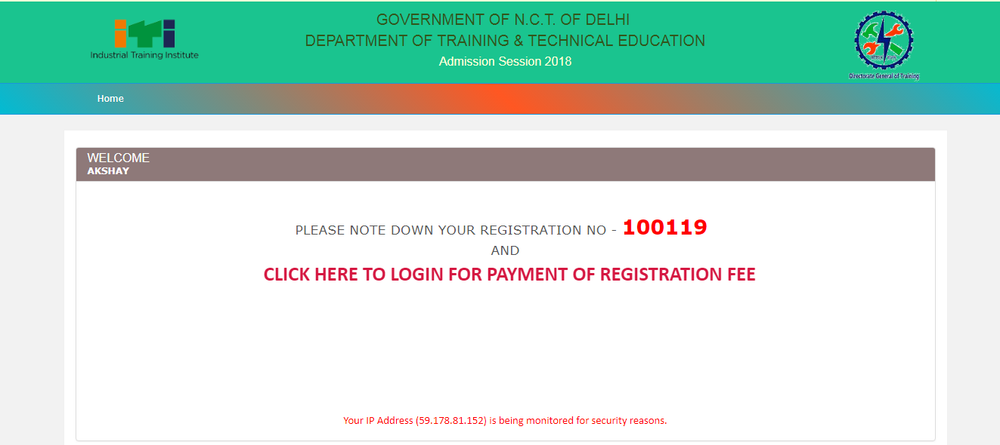 GOVERNMENT OF N.C.T. OF DELHI
DEPARTMENT OF TRAINING & TECHNICAL EDUCATION
Admission Session 2018
Industrial Training Institute
Directorate General of Training
Home
WELCOME
AKSHAY
PLEASE NOTE DOWN YOUR REGISTRATION NO - 100119
AND
CLICK HERE TO LOGIN FOR PAYMENT OF REGISTRATION FEE
Your IP Address (59.178.81.152) is being monitored for security reasons.